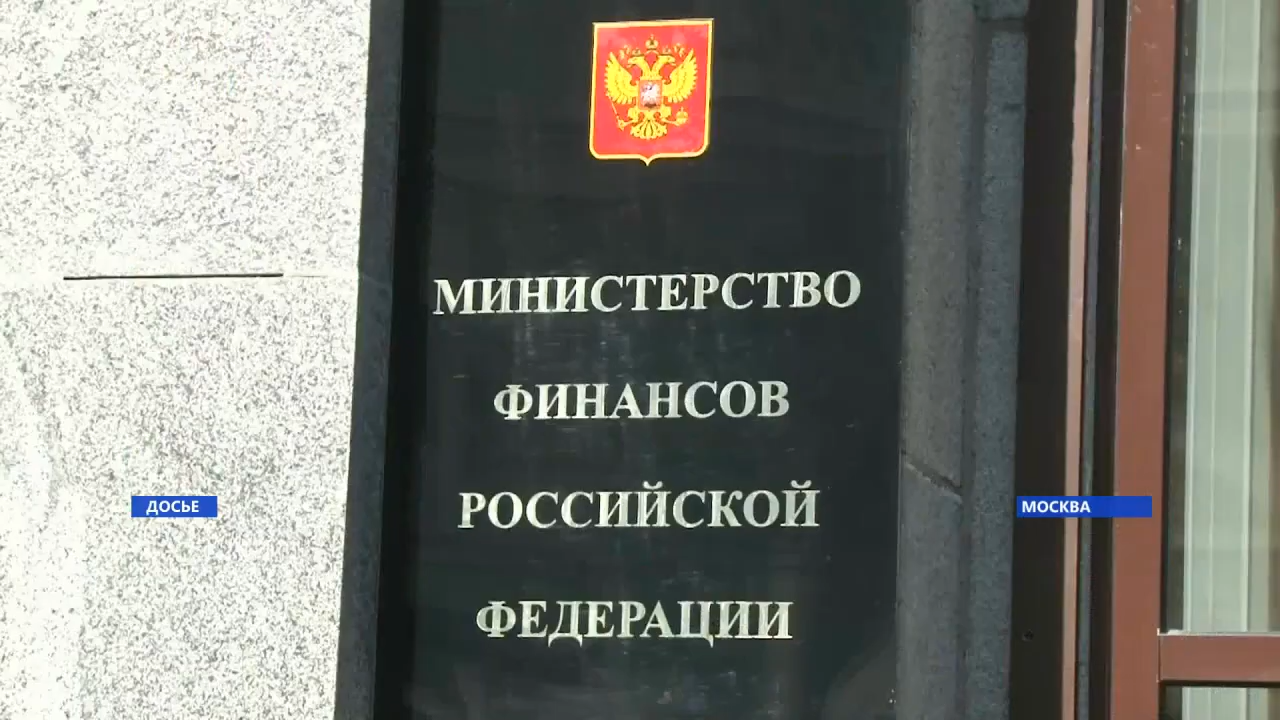 МИНИСТЕРСТВО
ФИНАНСОВ
РОССИЙСКОЙ
ФЕДЕРАЦИИ
ДОСЬЕ
МОСКВА